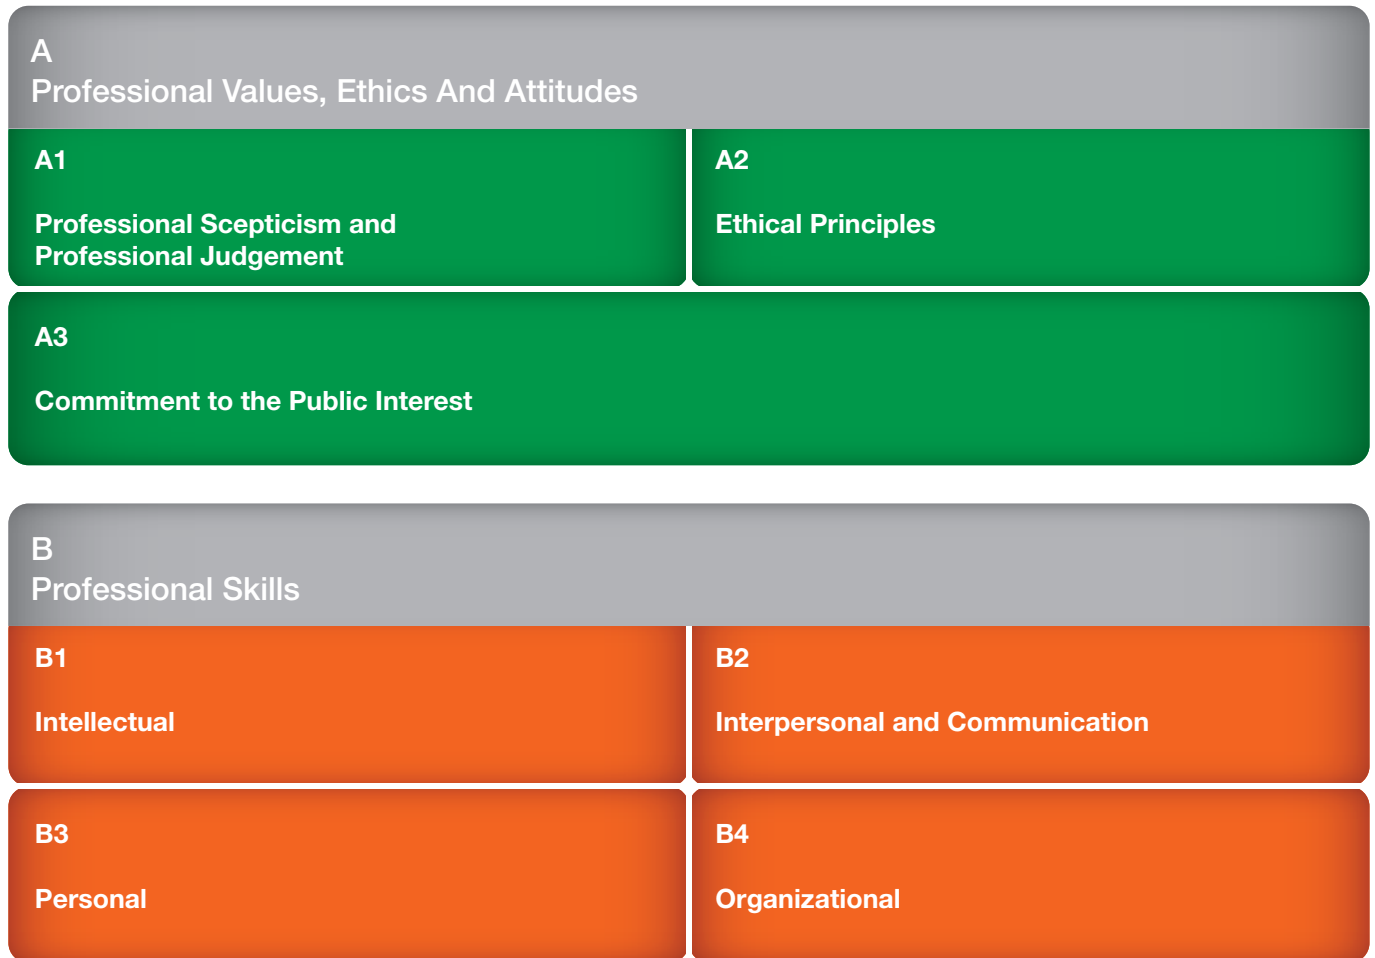 A
Professional Values, Ethics And Attitudes
A1
Professional Scepticism and
Professional Judgement
A2
Ethical Principles
A3
Commitment to the Public Interest
B
Professional Skills
B1
Intellectual
B2
Interpersonal and Communication
B3
Personal
B4
Organizational